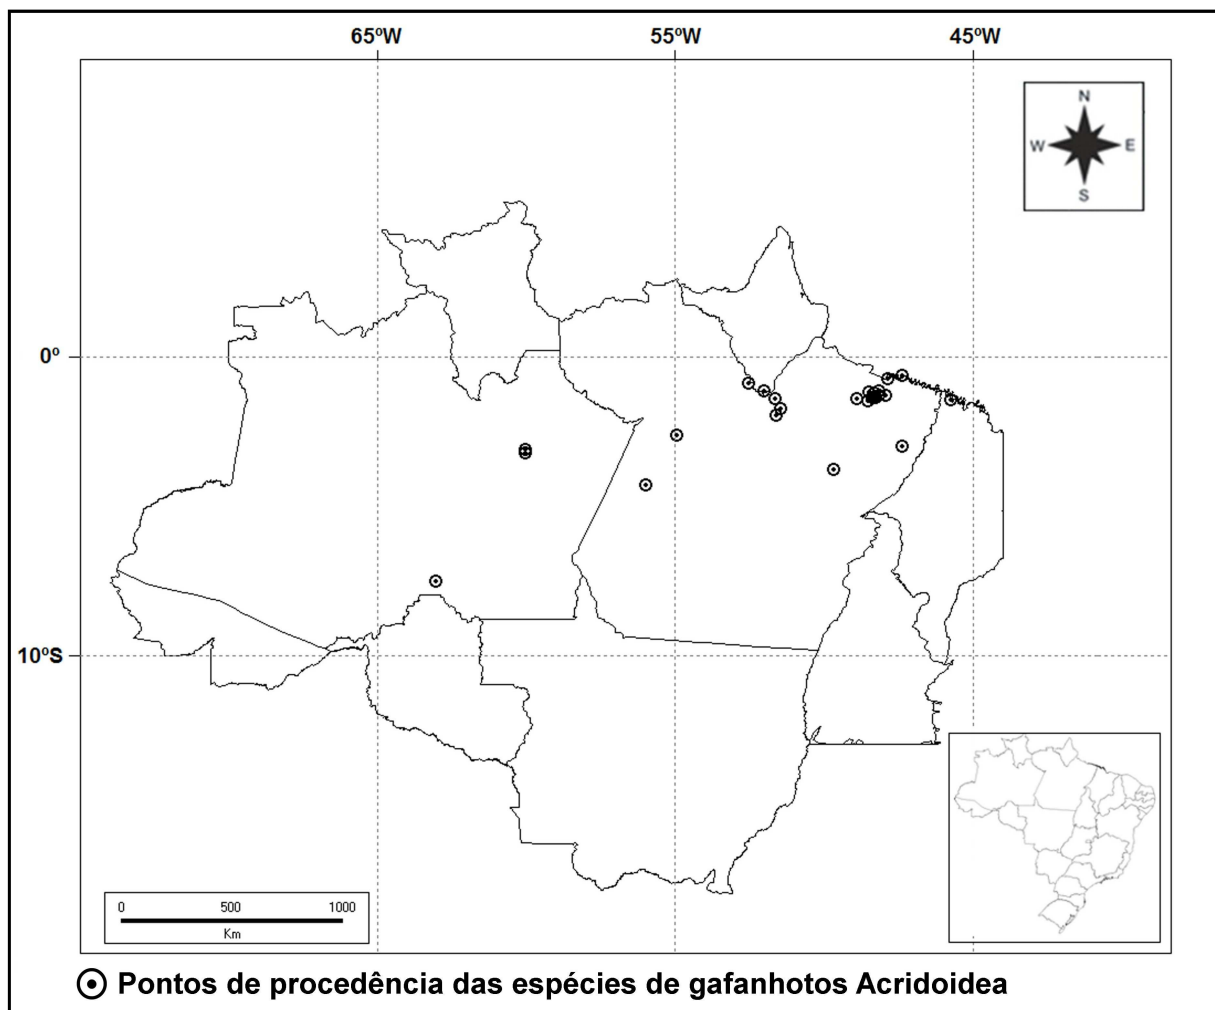 65ºW 55ºW 45ºW
N
W E
S
0º
10ºS
0 500 1000
Km
Pontos de procedência das espécies de gafanhotos Acridoidea